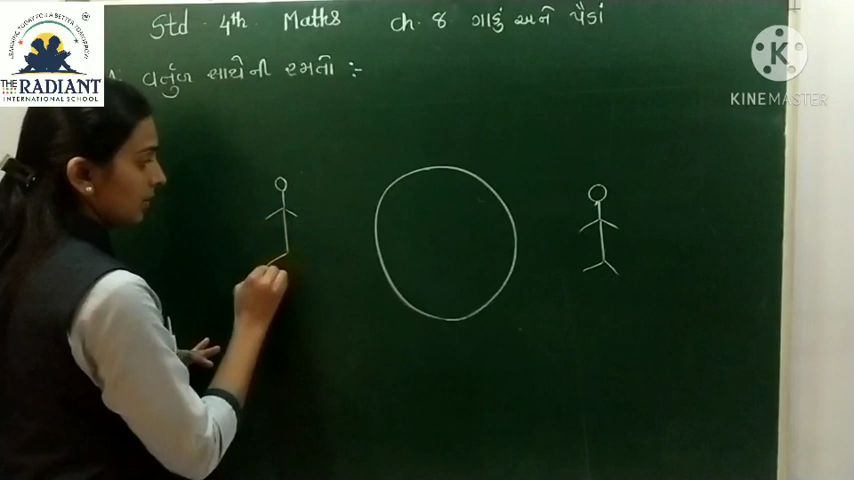 Std 4th Maths Ch. 8 ગાડું અને પૈડાં
વર્તુળ સાથેની રમતો :-
LEARNING TODAY FOR A BETTER TOMORROW
THE RADIANT
INTERNATIONAL SCHOOL
KINEMASTER